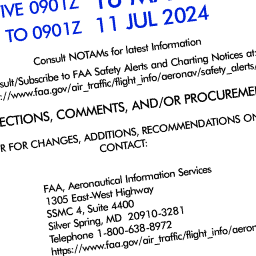 IVE 0901Z 16 MA
TO 0901Z 11 JUL 2024
Consult NOTAMs for latest Information
sult/Subscribe to FAA Safety Alerts and Charting Notices at:
://www.faa.gov/air_traffic/flight_info/aeronav/safety_alerts/
ECTIONS, COMMENTS, AND/OR PROCUREME
R FOR CHANGES, ADDITIONS, RECOMMENDATIONS ON
CONTACT:
FAA, Aeronautical Information Services
1305 East-West Highway
SSMC 4, Suite 4400
Silver Spring, MD 20910-3281
Telephone 1-800-638-8972
https://www.faa.gov/air_traffic/flight_info/aeron